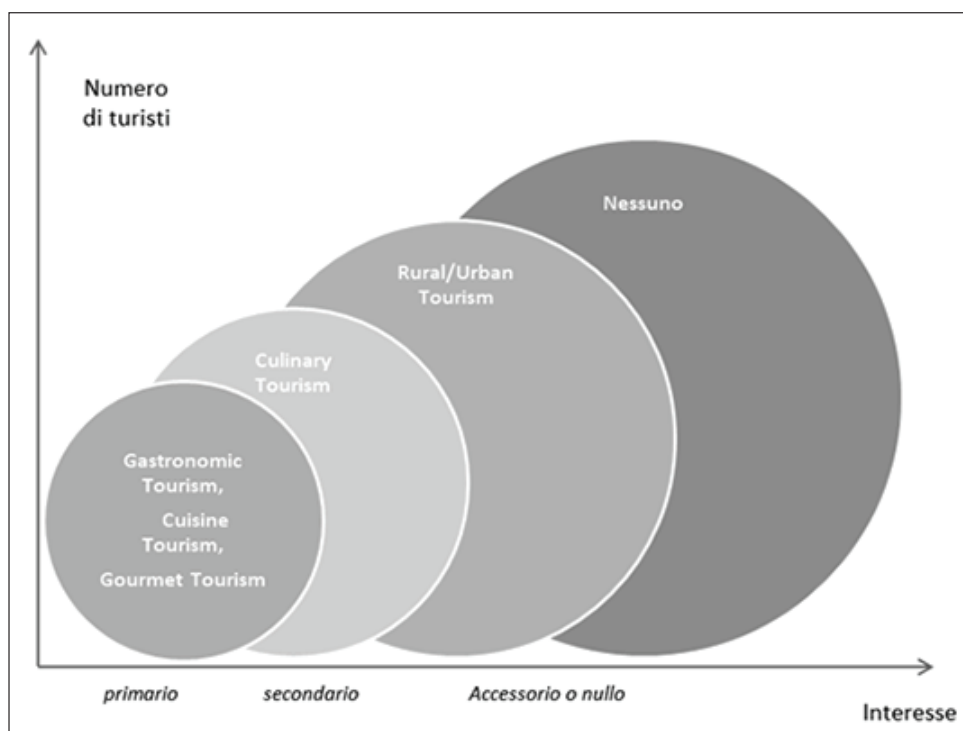 Numero
di turisti
Nessuno
Rural/Urban
Tourism
Culinary
Tourism
Gastronomic
Tourism,
Cuisine
Tourism,
Gourmet Tourism
primario
secondario
Accessorio o nullo
Interesse